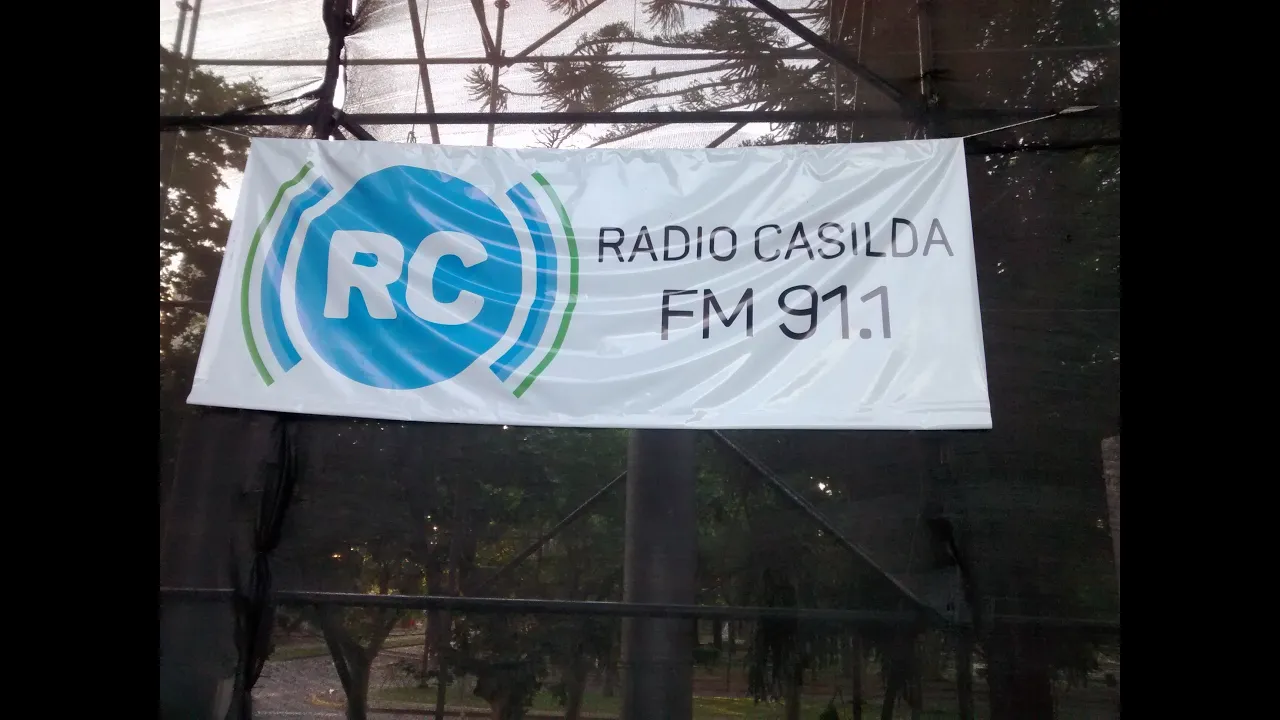 RC
RADIO CASILDA
FM 91.1